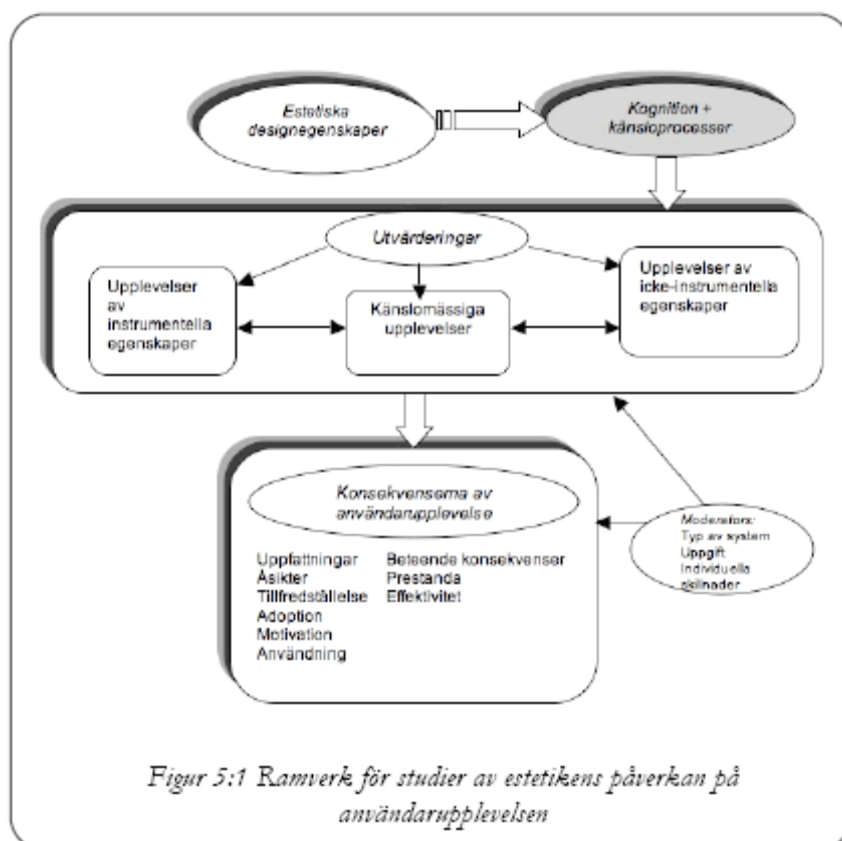 Estetiska
designegenskaper
Kognition +
känsloprocesser
Utvärderingar
Upplevelser
av
instrumentella
egenskaper
Känslomässiga
upplevelser
Upplevelser av
icke-instrumentella
egenskaper
Konsekvenserna av
användarupplevelse
Uppfattningar
Åsikter
Tillfredställelse
Adoption
Motivation
Användning
Beteende konsekvenser
Prestanda
Effektivitet
Moderators:
Typ av system
Uppgift
Individuella
skillnader
Figur 5:1 Ramverk för studier av estetikens påverkan på
användarupplevelsen